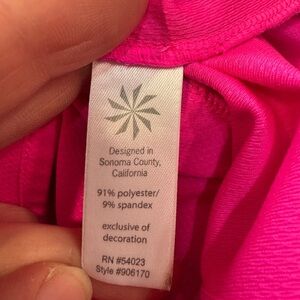 Designed in
Sonoma County,
California
91% polyester/
9% spandex
exclusive of
decoration
RN #54023
Style #906170